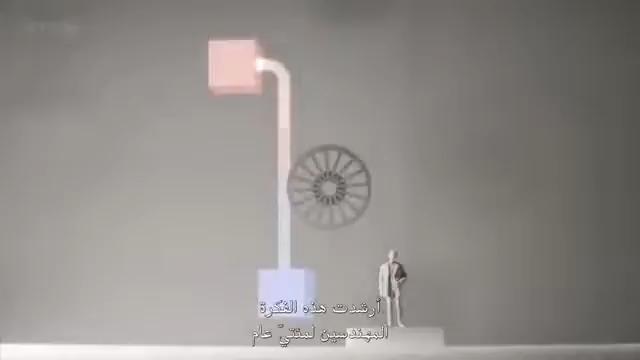 أرشدت هذه الفكرة
المهندسين لمئتيّ عام